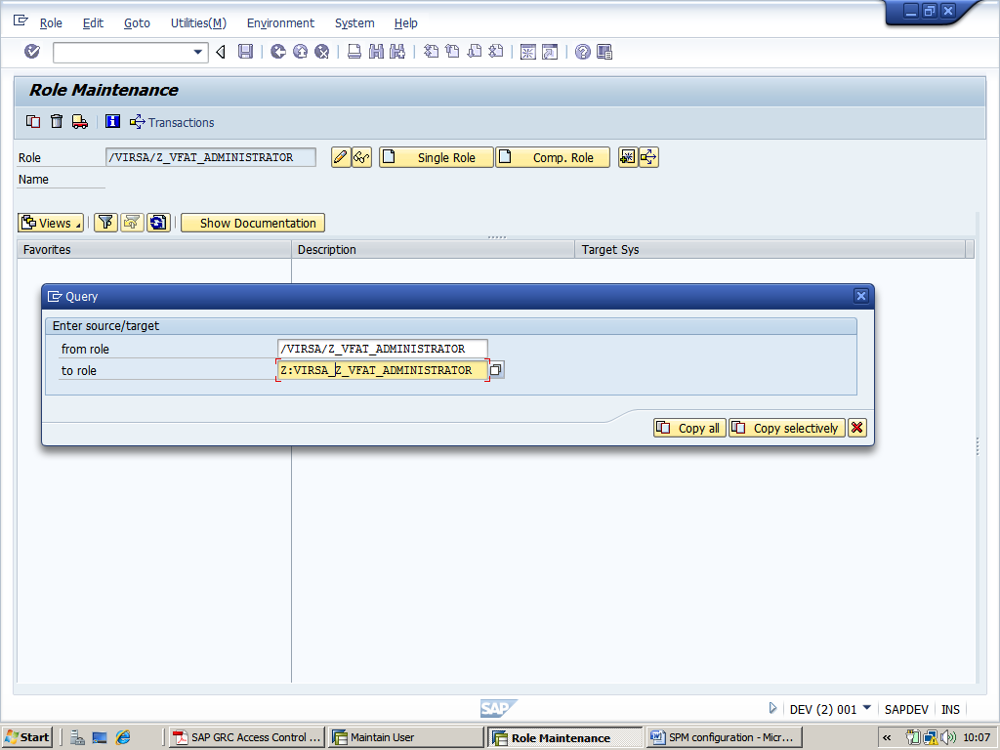 Role Edit Goto Utilities(M) Environment System Help
Role Maintenance
Transactions
Role /VIRSA/Z_VFAT_ADMINISTRATOR Single Role Comp. Role
Name
Views Show Documentation
Favorites Description Target Sys
Query
Enter source/target
from role /VIRSA/Z_VFAT_ADMINISTRATOR
to role Z:VIRSA_Z_VFAT_ADMINISTRATOR
Copy all Copy selectively
SAP
DEV (2) 001 SAPDEV INS
Start SAP GRC Access Control ... Maintain User Role Maintenance SPM configuration - Micr... « 10:07